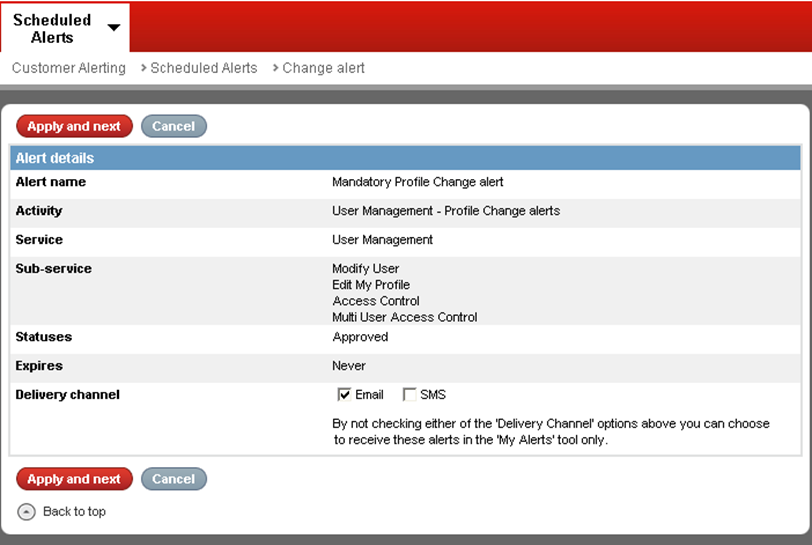 Scheduled
Alerts
Customer Alerting > Scheduled Alerts > Change alert
Apply and next Cancel
Alert details
Alert name Mandatory Profile Change alert
Activity User Management - Profile Change alerts
Service User Management
Sub-service Modify User
Edit My Profile
Access Control
Multi User Access Control
Statuses Approved
Expires Never
Delivery channel Email SMS
By not checking either of the 'Delivery Channel' options above you can choose
to receive these alerts in the 'My Alerts' tool only.
Apply and next Cancel
Back to top